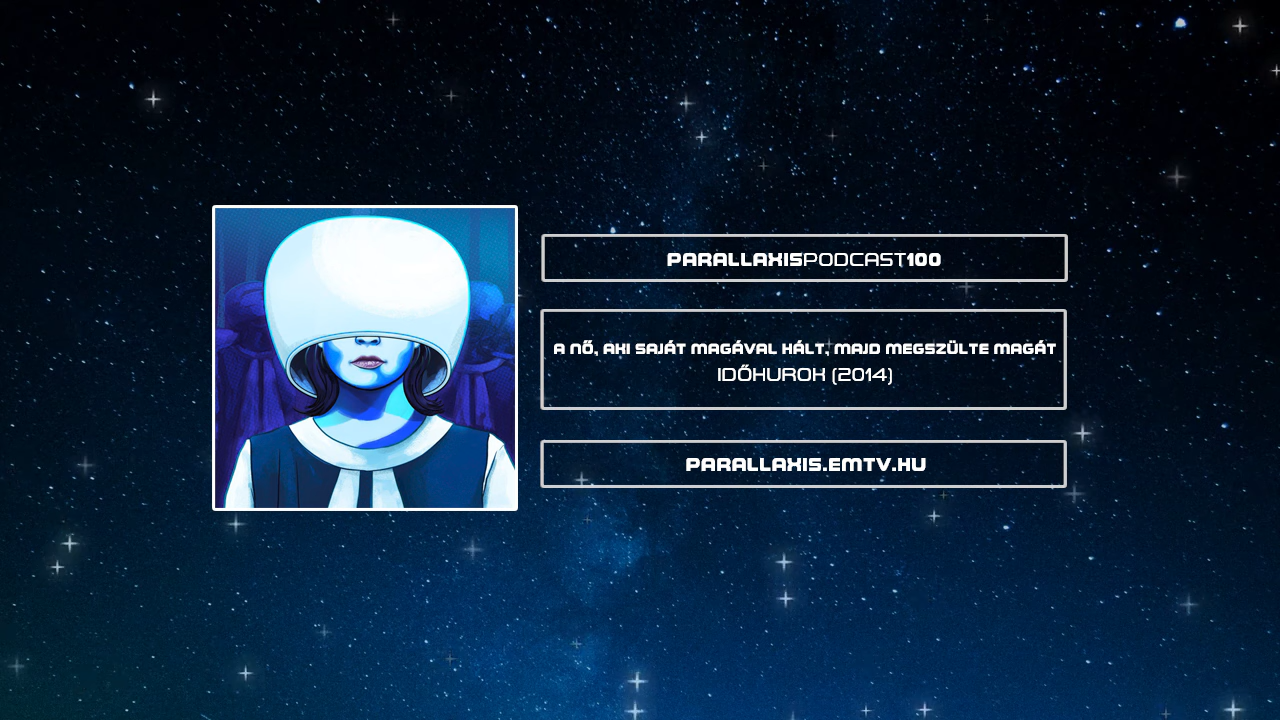 PARALLAXISPODCAST100
A NŐ, AKI SAJÁT MAGÁVAL HÁLT, MAJD MEGSZÜLTE MAGÁT
IDŐHUROK (2014)
PARALLAXIS.EMTV.HU